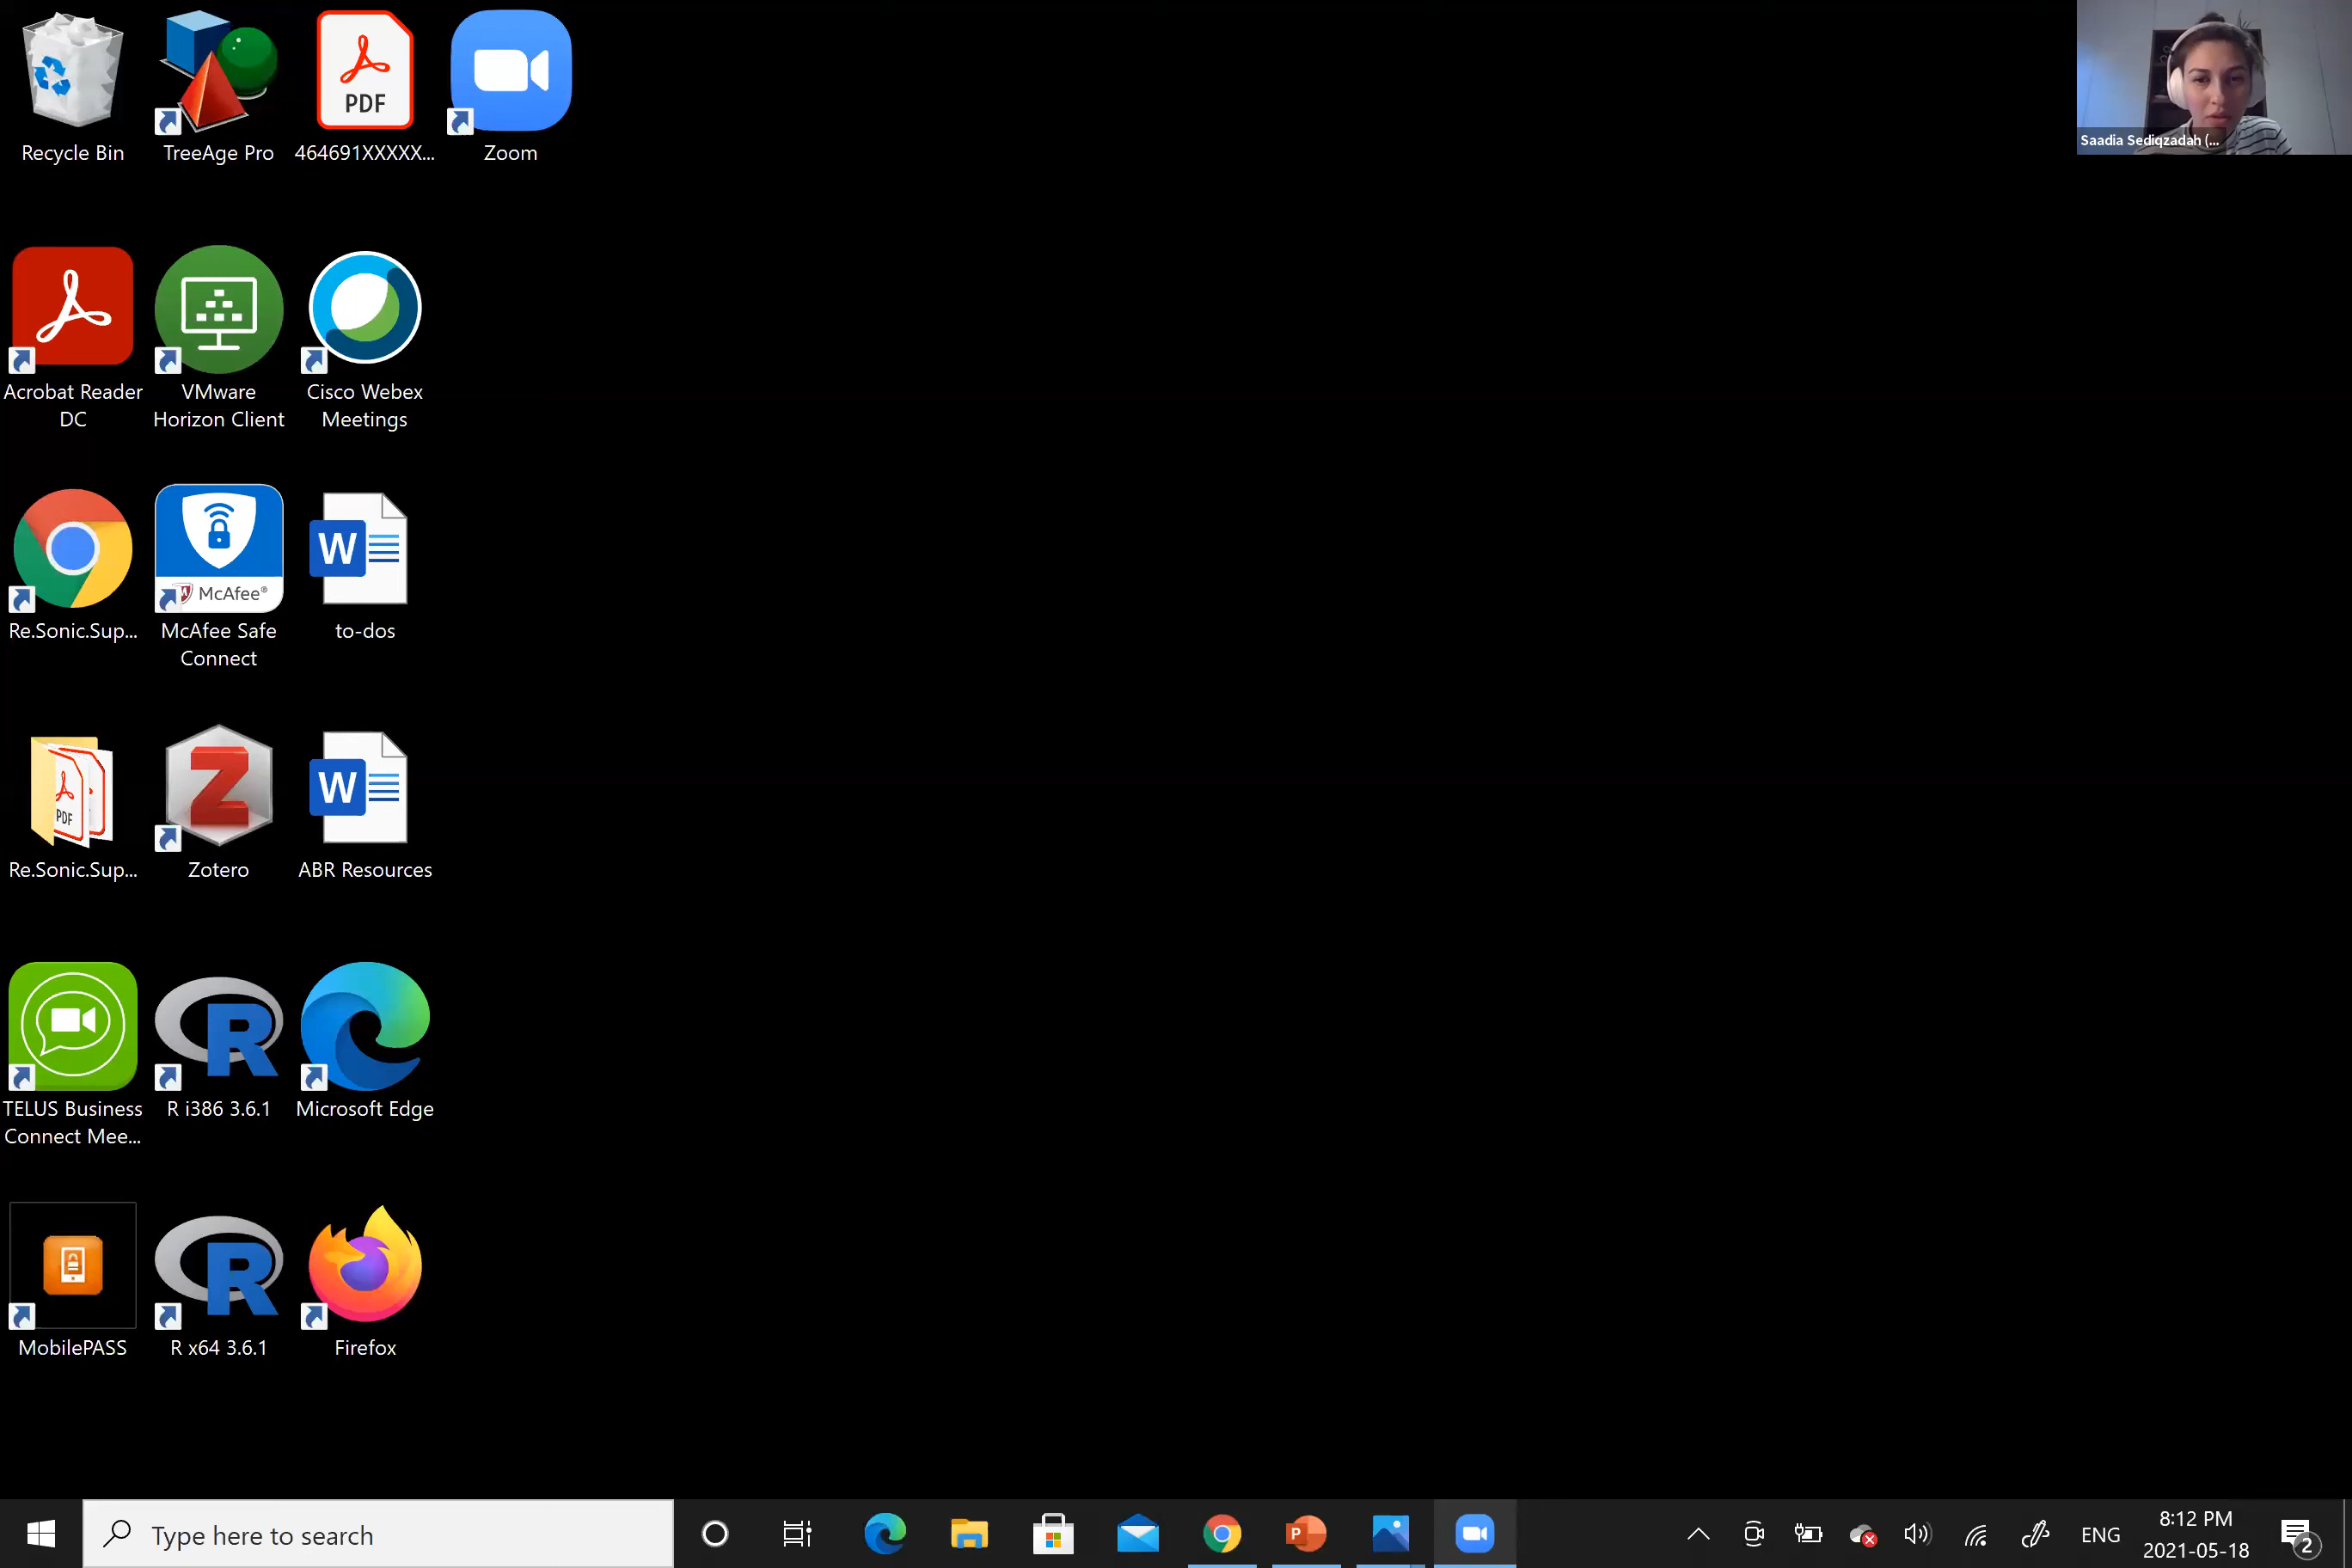 Recycle Bin
TreeAge Pro
PDF
464691XXXXX...
Zoom
Saadia Sediqzadah (...
Acrobat Reader
DC
VMware
Horizon Client
Cisco Webex
Meetings
Re.Sonic.Sup...
McAfee®
McAfee Safe
Connect
W
to-dos
PDF
Re.Sonic.Sup...
Z
Zotero
W
ABR Resources
TELUS Business
Connect Mee...
R
R i386 3.6.1
Microsoft Edge
MobilePASS
R
R x64 3.6.1
Firefox
Type here to search
P
ENG
8:12 PM
2021-05-18
2